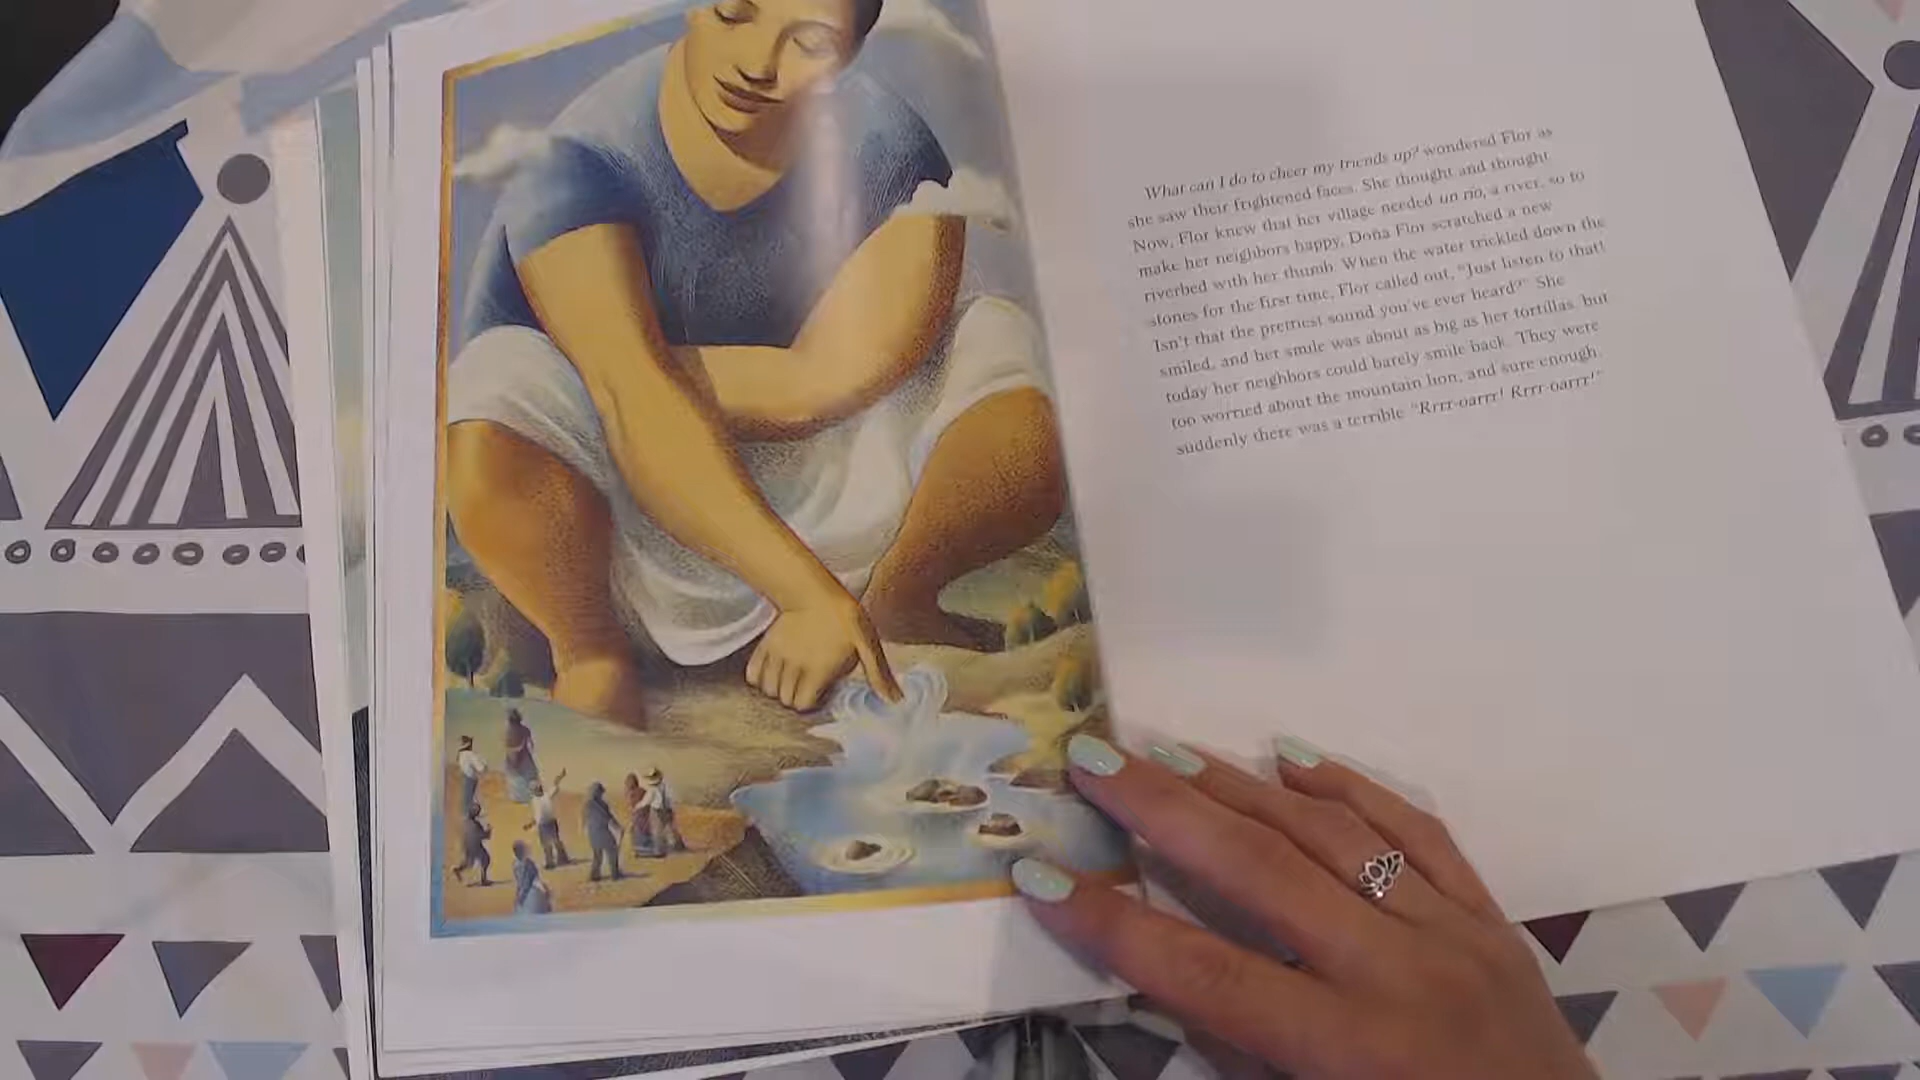 What can I do to cheer my friends up? wondered Flor as
she saw their frightened faces. She thought and thought.
Now, Flor knew that her village needed un río, a river, so to
make her neighbors happy, Doña Flor scratched a new
riverbed with her thumb. When the water trickled down the
stones for the first time, Flor called out, "Just listen to that!
Isn't that the prettiest sound you've ever heard?" She
smiled, and her smile was about as big as her tortillas, but
today her neighbors could barely smile back. They were
too worried about the mountain lion, and sure enough,
suddenly there was a terrible "Rrrr-oarrr! Rrrr-oarrr!"